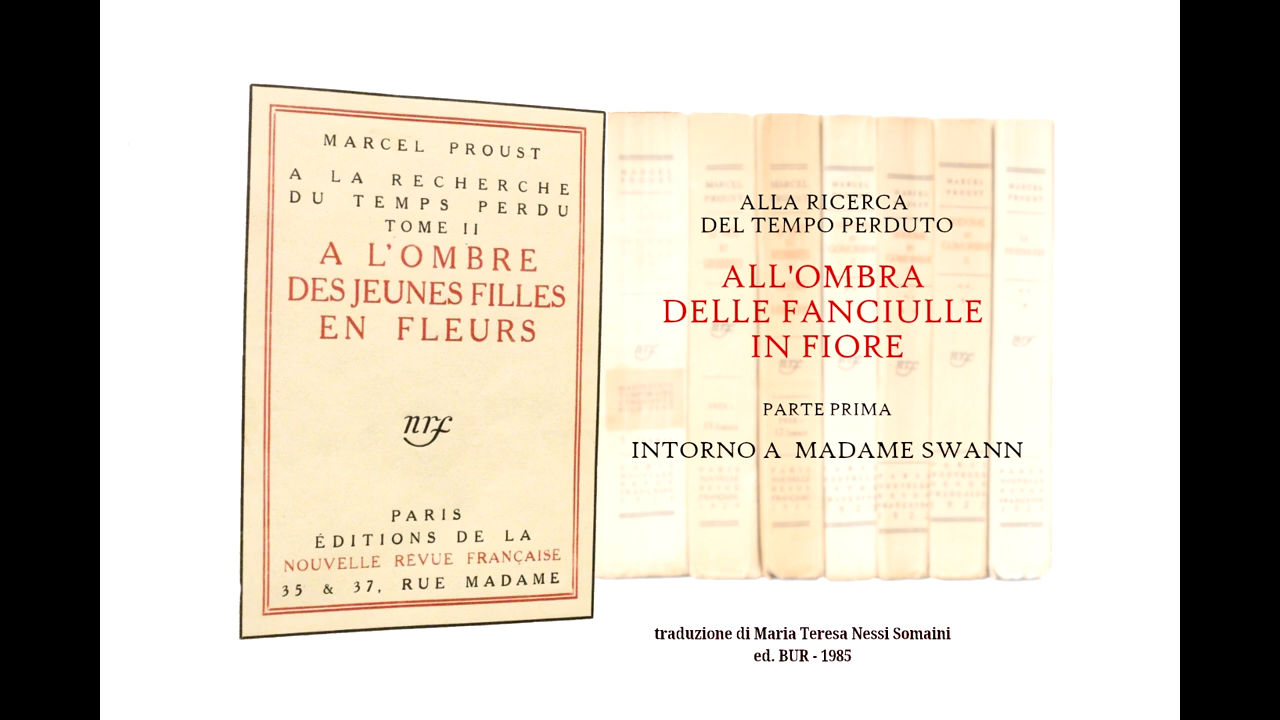 MARCEL PROUST
A LA RECHERCHE
DU TEMPS PERDU
TOME II
A L'OMBRE
DES JEUNES FILLES
EN FLEURS
nrf
PARIS
ÉDITIONS DE LA
NOUVELLE REVUE FRANÇAISE
35 & 37, RUE MADAME
ALLA RICERCA
DEL TEMPO PERDUTO
ALL'OMBRA
DELLE FANCIULLE
IN FIORE
PARTE PRIMA
INTORNO A MADAME SWANN
traduzione di Maria Teresa Nessi Somaini
ed. BUR - 1985